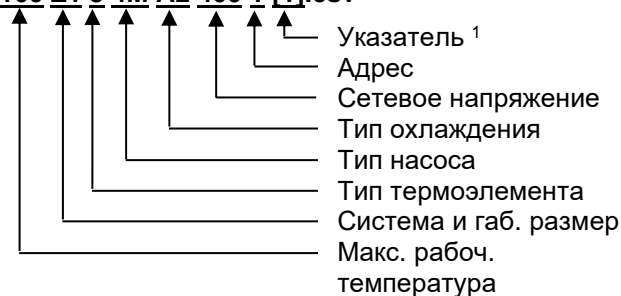 Указатель ¹
Адрес
Сетевое напряжение
Тип охлаждения
Тип насоса
Тип термоэлемента
Система и габ. размер
Макс. рабоч.
температура